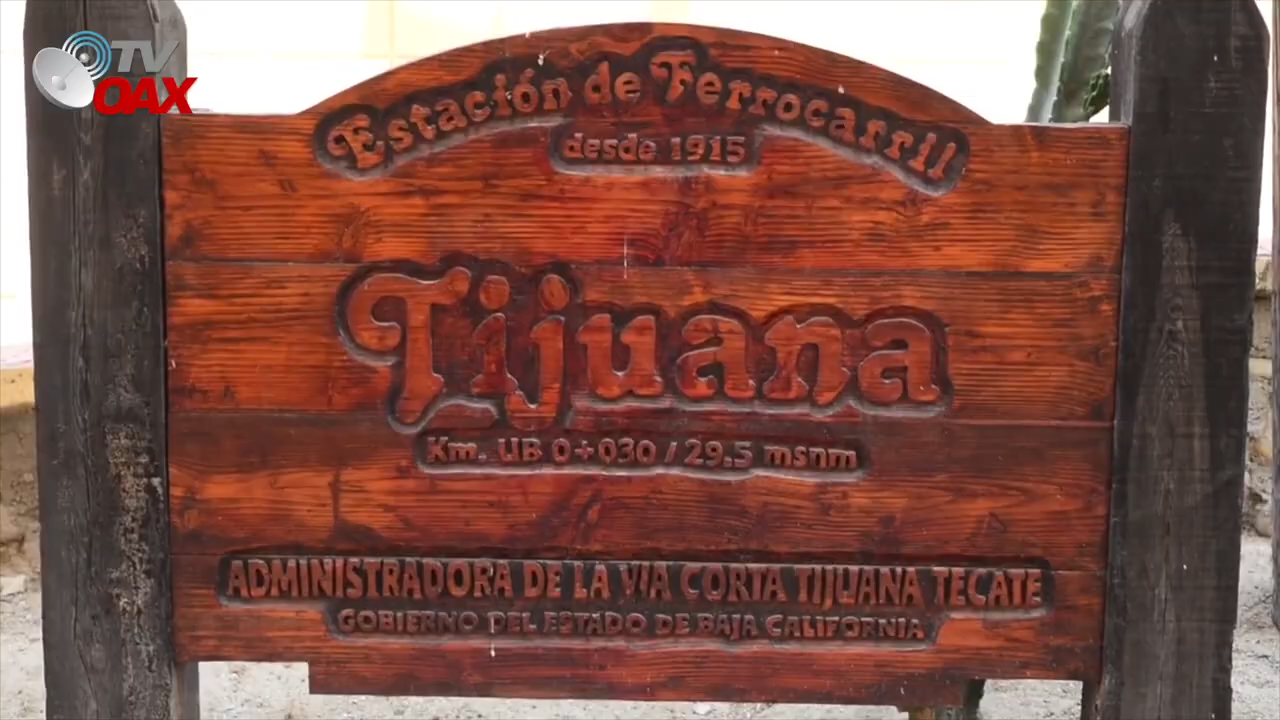 TV
OAX
Estación de Ferrocarril
desde 1915
Tijuana
Km. UB 0+030 / 29.5 msnm
ADMINISTRADORA DE LA VIA CORTA TIJUANA TECATE
GOBIERNO DEL ESTADO DE BAJA CALIFORNIA